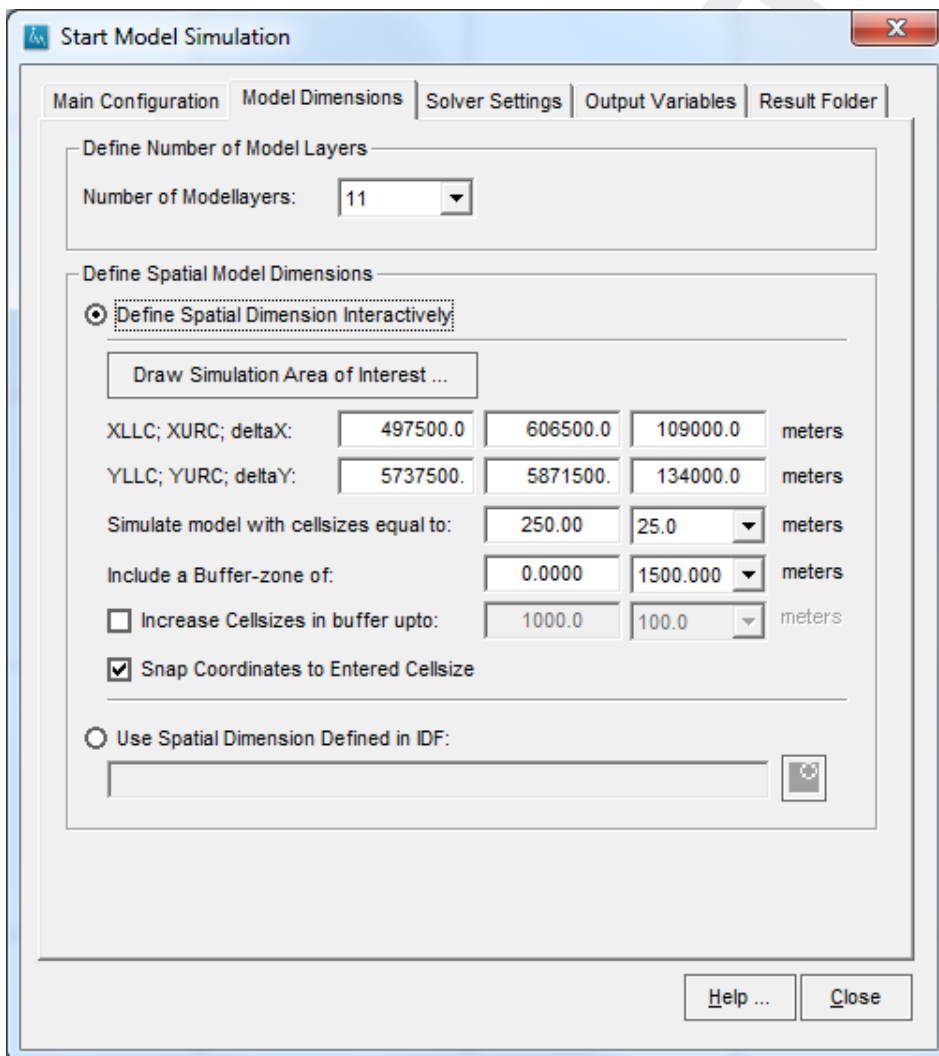 Start Model Simulation
Main Configuration Model Dimensions Solver Settings Output Variables Result Folder
Define Number of Model Layers
Number of Modellayers: 11
Define Spatial Model Dimensions
Define Spatial Dimension Interactively
Draw Simulation Area of Interest ...
XLLC; XURC; deltaX: 497500.0 606500.0 109000.0 meters
YLLC; YURC; deltaY: 5737500. 5871500. 134000.0 meters
Simulate model with cellsizes equal to: 250.00 25.0 meters
Include a Buffer-zone of: 0.0000 1500.000 meters
Increase Cellsizes in buffer upto: 1000.0 100.0 meters
Snap Coordinates to Entered Cellsize
Use Spatial Dimension Defined in IDF:
Help ... Close